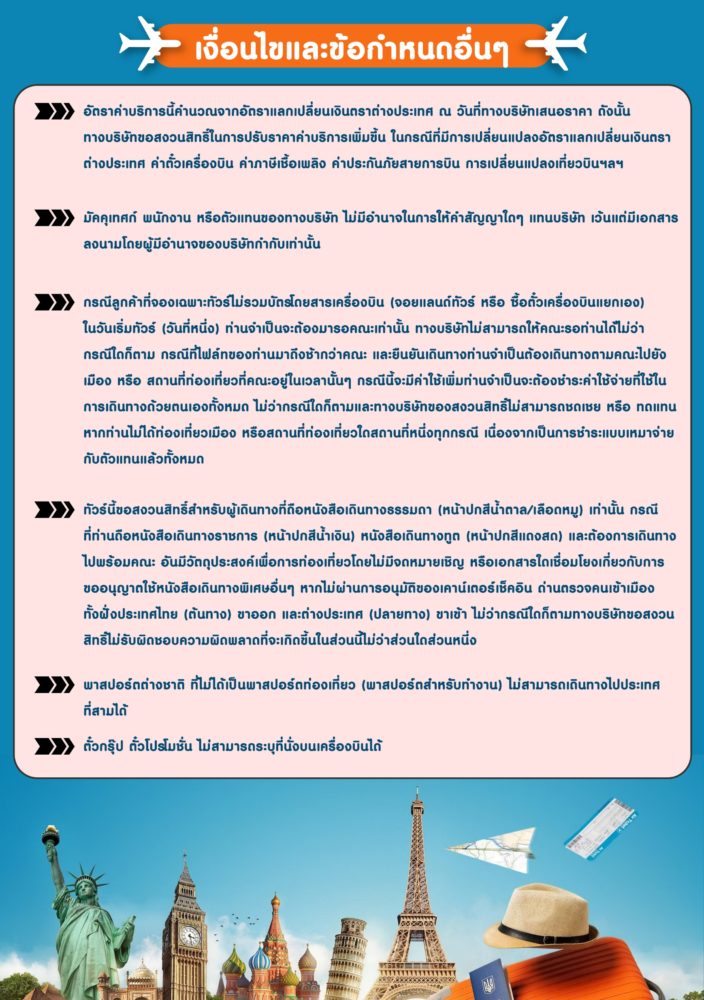 เงื่อนไขและข้อกำหนดอื่นๆ
อัตราค่าบริการนี้คำนวณจากอัตราแลกเปลี่ยนเงินตราต่างประเทศ ณ วันที่ทางบริษัทเสนอราคา ดังนั้น
ทางบริษัทขอสงวนสิทธิ์ในการปรับราคาค่าบริการเพิ่มขึ้น ในกรณีที่มีการเปลี่ยนแปลงอัตราแลกเปลี่ยนเงินตรา
ต่างประเทศ ค่าตั๋วเครื่องบิน ค่าภาษีเชื้อเพลิง ค่าประกันภัยสายการบิน การเปลี่ยนแปลงเที่ยวบินฯลฯ
มัคคุเทศก์ พนักงาน หรือตัวแทนของทางบริษัท ไม่มีอำนาจในการให้คำสัญญาใดๆ แทนบริษัท เว้นแต่มีเอกสาร
ลงนามโดยผู้มีอำนาจของบริษัทกำกับเท่านั้น
กรณีลูกค้าที่จองเฉพาะทัวร์ไม่รวมบัตรโดยสารเครื่องบิน (จอยแลนด์ทัวร์ หรือ ซื้อตั๋วเครื่องบินแยกเอง)
ในวันเริ่มทัวร์ (วันที่หนึ่ง) ท่านจำเป็นจะต้องมารอคณะเท่านั้น ทางบริษัทไม่สามารถให้คณะรอท่านได้ไม่ว่า
กรณีใดก็ตาม กรณีที่ไฟล์ทของท่านมาถึงช้ากว่าคณะ และยืนยันเดินทางท่านจำเป็นต้องเดินทางตามคณะไปยัง
เมือง หรือ สถานที่ท่องเที่ยวที่คณะอยู่ในเวลานั้นๆ กรณีนี้จะมีค่าใช้เพิ่มท่านจำเป็นจะต้องชำระค่าใช้จ่ายที่ใช้ใน
การเดินทางด้วยตนเองทั้งหมด ไม่ว่ากรณีใดก็ตามและทางบริษัทของสงวนสิทธิ์ไม่สามารถชดเชย หรือ ทดแทน
หากท่านไม่ได้ท่องเที่ยวเมือง หรือสถานที่ท่องเที่ยวใดสถานที่หนึ่งทุกกรณี เนื่องจากเป็นการชำระแบบเหมาจ่าย
กับตัวแทนแล้วทั้งหมด
ทัวร์นี้ขอสงวนสิทธิ์สำหรับผู้เดินทางที่ถือหนังสือเดินทางธรรมดา (หน้าปกสีน้ำตาล/เลือดหมู) เท่านั้น กรณี
ที่ท่านถือหนังสือเดินทางราชการ (หน้าปกสีน้ำเงิน) หนังสือเดินทางทูต (หน้าปกสีแดงสด) และต้องการเดินทาง
ไปพร้อมคณะ อันมีวัตถุประสงค์เพื่อการท่องเที่ยวโดยไม่มีจดหมายเชิญ หรือเอกสารใดเชื่อมโยงเกี่ยวกับการ
ขออนุญาตใช้หนังสือเดินทางพิเศษอื่นๆ หากไม่ผ่านการอนุมัติของเคาน์เตอร์เช็คอิน ด่านตรวจคนเข้าเมือง
ทั้งฝั่งประเทศไทย (ต้นทาง) ขาออก และต่างประเทศ (ปลายทาง) ขาเข้า ไม่ว่ากรณีใดก็ตามทางบริษัทขอสงวน
สิทธิ์ไม่รับผิดชอบความผิดพลาดที่จะเกิดขึ้นในส่วนนี้ไม่ว่าส่วนใดส่วนหนึ่ง
พาสปอร์ตต่างชาติ ที่ไม่ได้เป็นพาสปอร์ตท่องเที่ยว (พาสปอร์ตสำหรับทำงาน) ไม่สามารถเดินทางไปประเทศ
ที่สามได้
ตั๋วกรุ๊ป ตั๋วโปรโมชั่น ไม่สามารถระบุที่นั่งบนเครื่องบินได้
Air Ticket
Air Ticket